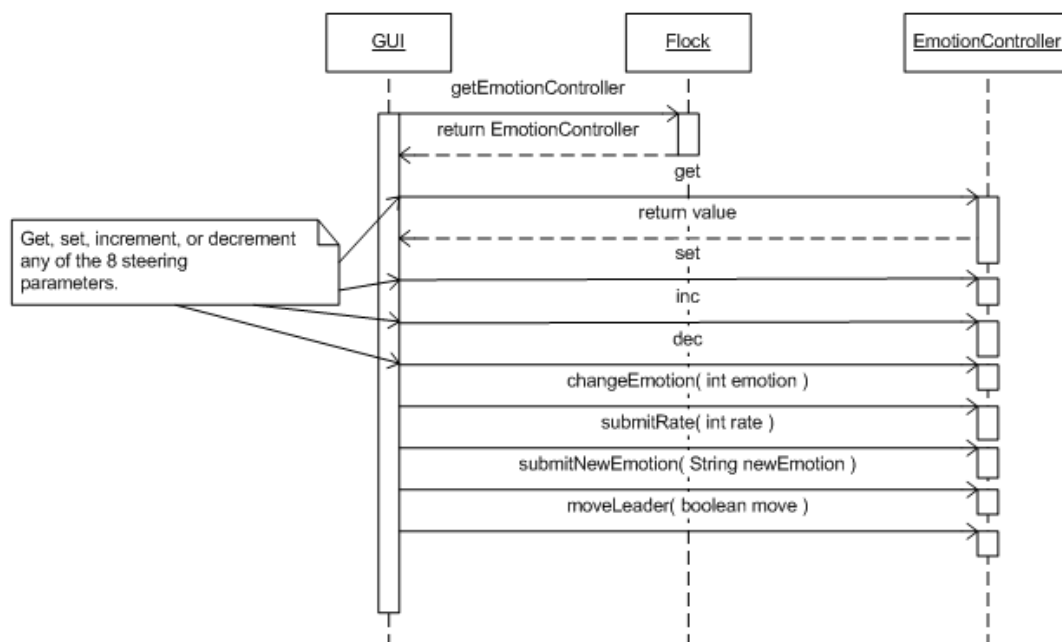 GUI
Flock
EmotionController
getEmotionController
return EmotionController
get
return value
Get, set, increment, or decrement
any of the 8 steering
parameters.
set
inc
dec
changeEmotion( int emotion )
submitRate( int rate )
submitNewEmotion( String newEmotion )
moveLeader( boolean move )